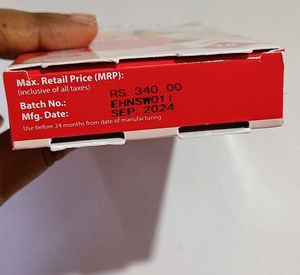 Max. Retail Price (MRP):
(inclusive of all taxes) RS. 340.00
Batch No.: EHNSW011
Mfg. Date: SEP 2024
Use before 24 months from date of manufacturing